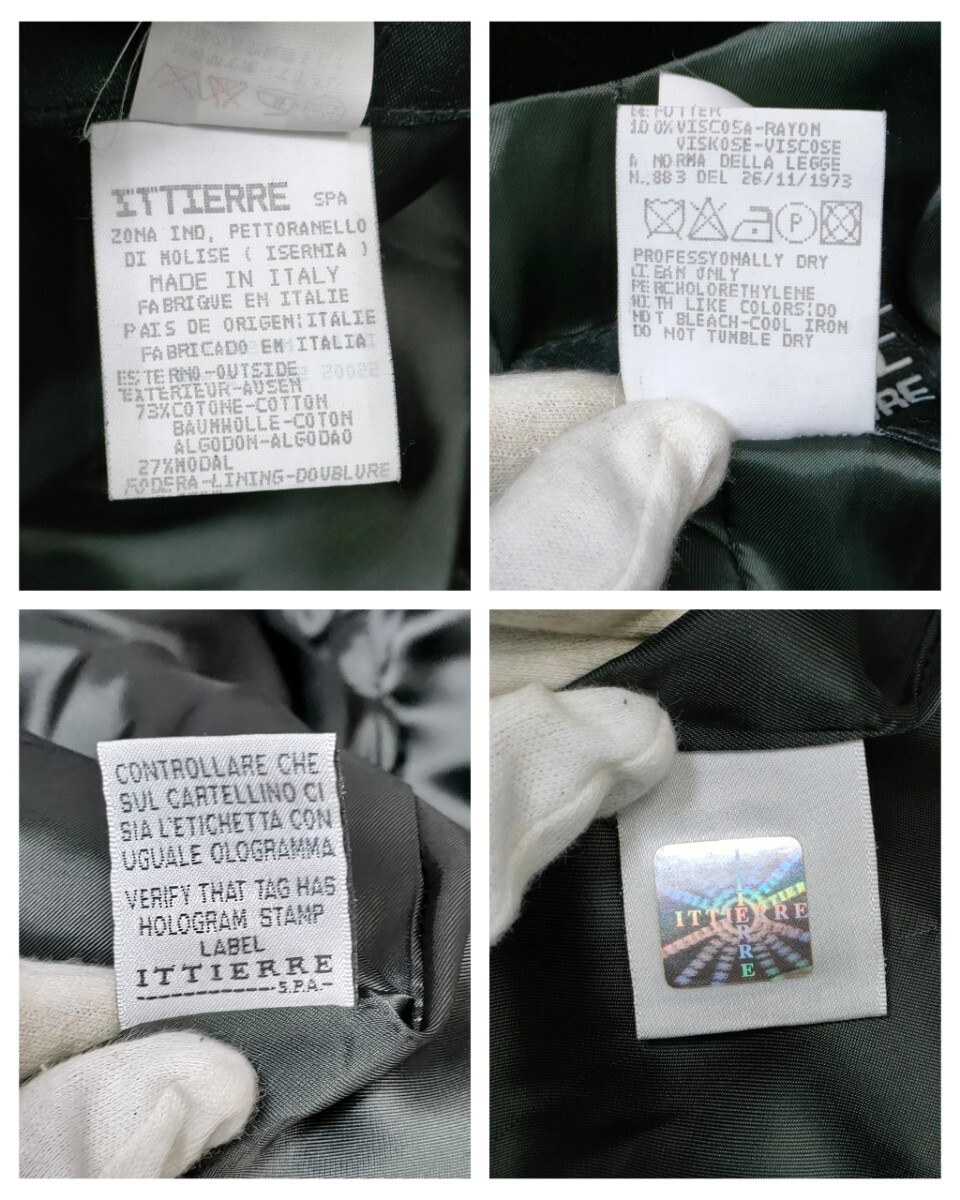 ITTIERRE SPA
ZONA IND. PETTORANELLO
DI MOLISE ( ISERNIA )
MADE IN ITALY
FABRIQUE EN ITALIE
PAIS DE ORIGEN:ITALIE
FABRICADO EM ITALIA
ESTERNO-OUTSIDE
EXTERIEUR-AUSEN
73%COTONE-COTTON
BAUMWOLLE-COTON
ALGODON-ALGODAO
27%MODAL
FODERA-LINING-DOUBLURE
FUTTER
100%VISCOSA-RAYON
VISKOSE-VISCOSE
A NORMA DELLA LEGGE
N.883 DEL 26/11/1973
P
PROFESSYONALLY DRY
CLEAN ONLY
PERCHOLORETHYLENE
WITH LIKE COLORS:DO
NOT BLEACH-COOL IRON
DO NOT TUMBLE DRY
RE
CONTROLLARE CHE
SUL CARTELLINO CI
SIA L'ETICHETTA CON
UGUALE OLOGRAMMA
VERIFY THAT TAG HAS
HOLOGRAM STAMP
LABEL
ITTIERRE
S.P.A.
ITTIERRE